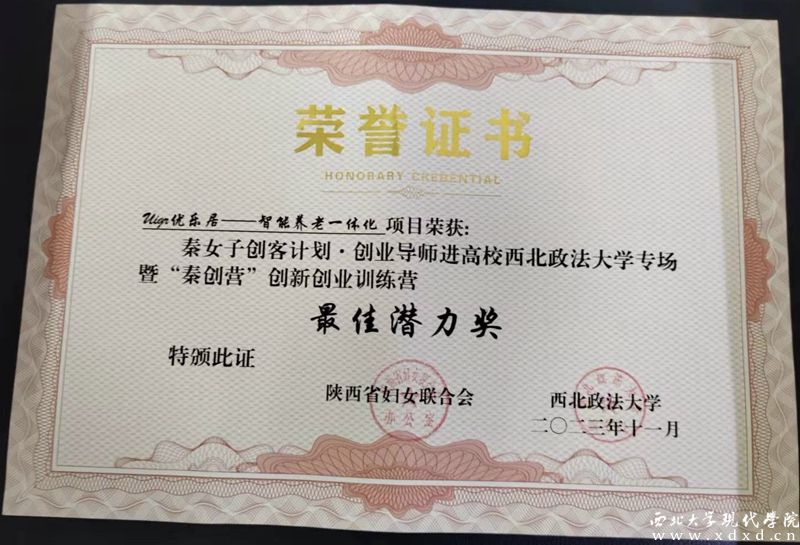 荣誉证书
HONORARY CREDENTIAL
Uigr优乐居——智能养老一体化 项目荣获:
秦女子创客计划·创业导师进高校西北政法大学专场
暨“秦创营”创新创业训练营
最佳潜力奖
特颁此证
陕西省妇女联合会
办公室
西北政法大学
二〇二三年十一月
西北大学现代学院
www.xdxd.cn